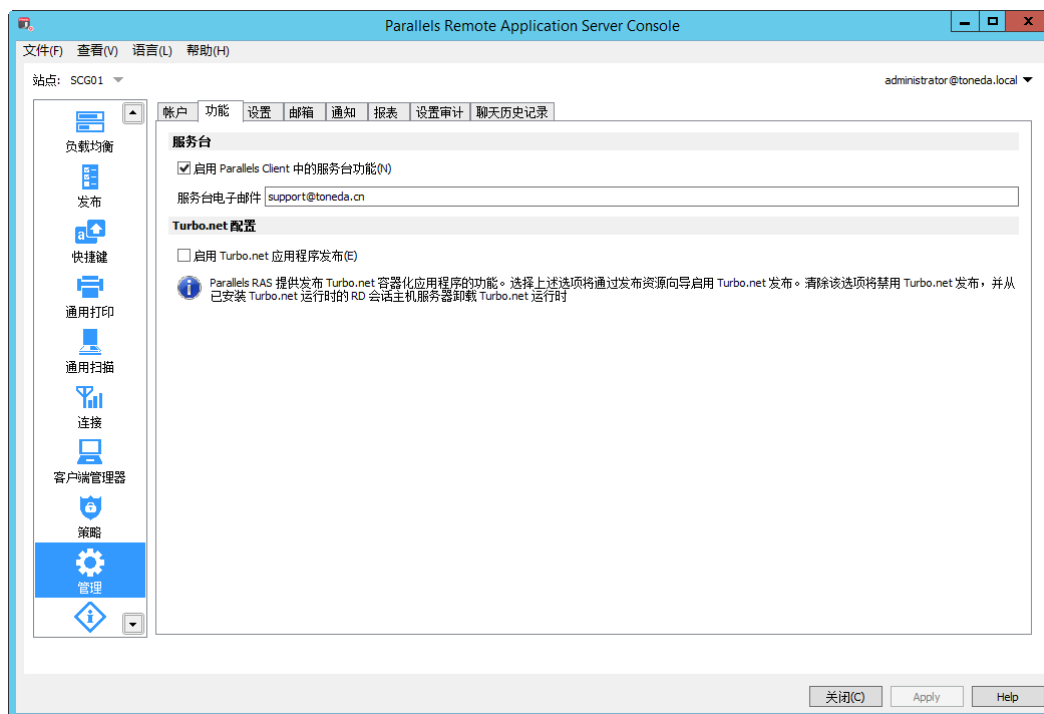 Parallels Remote Application Server Console
文件(F) 查看(V) 语言(L) 帮助(H)
站点: SCG01
administrator@toneda.local
负载均衡
发布
快捷键
通用打印
通用扫描
连接
客户端管理器
策略
管理
帐户 功能 设置 邮箱 通知 报表 设置审计 聊天历史记录
服务台
启用 Parallels Client 中的服务台功能(N)
服务台电子邮件 support@toneda.cn
Turbo.net 配置
启用 Turbo.net 应用程序发布(E)
Parallels RAS 提供发布 Turbo.net 容器化应用程序的功能。选择上述选项将通过发布资源向导启用 Turbo.net 发布。清除该选项将禁用 Turbo.net 发布，并从
已安装 Turbo.net 运行时的 RD 会话主机服务器卸载 Turbo.net 运行时
关闭(C) Apply Help